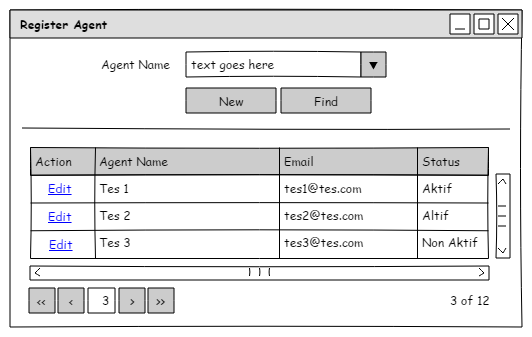 Register Agent
Agent Name text goes here
New Find
Action Agent Name Email Status
Edit Tes 1 tes1@tes.com Aktif
Edit Tes 2 tes2@tes.com Altif
Edit Tes 3 tes3@tes.com Non Aktif
<< < 3 > >> 3 of 12